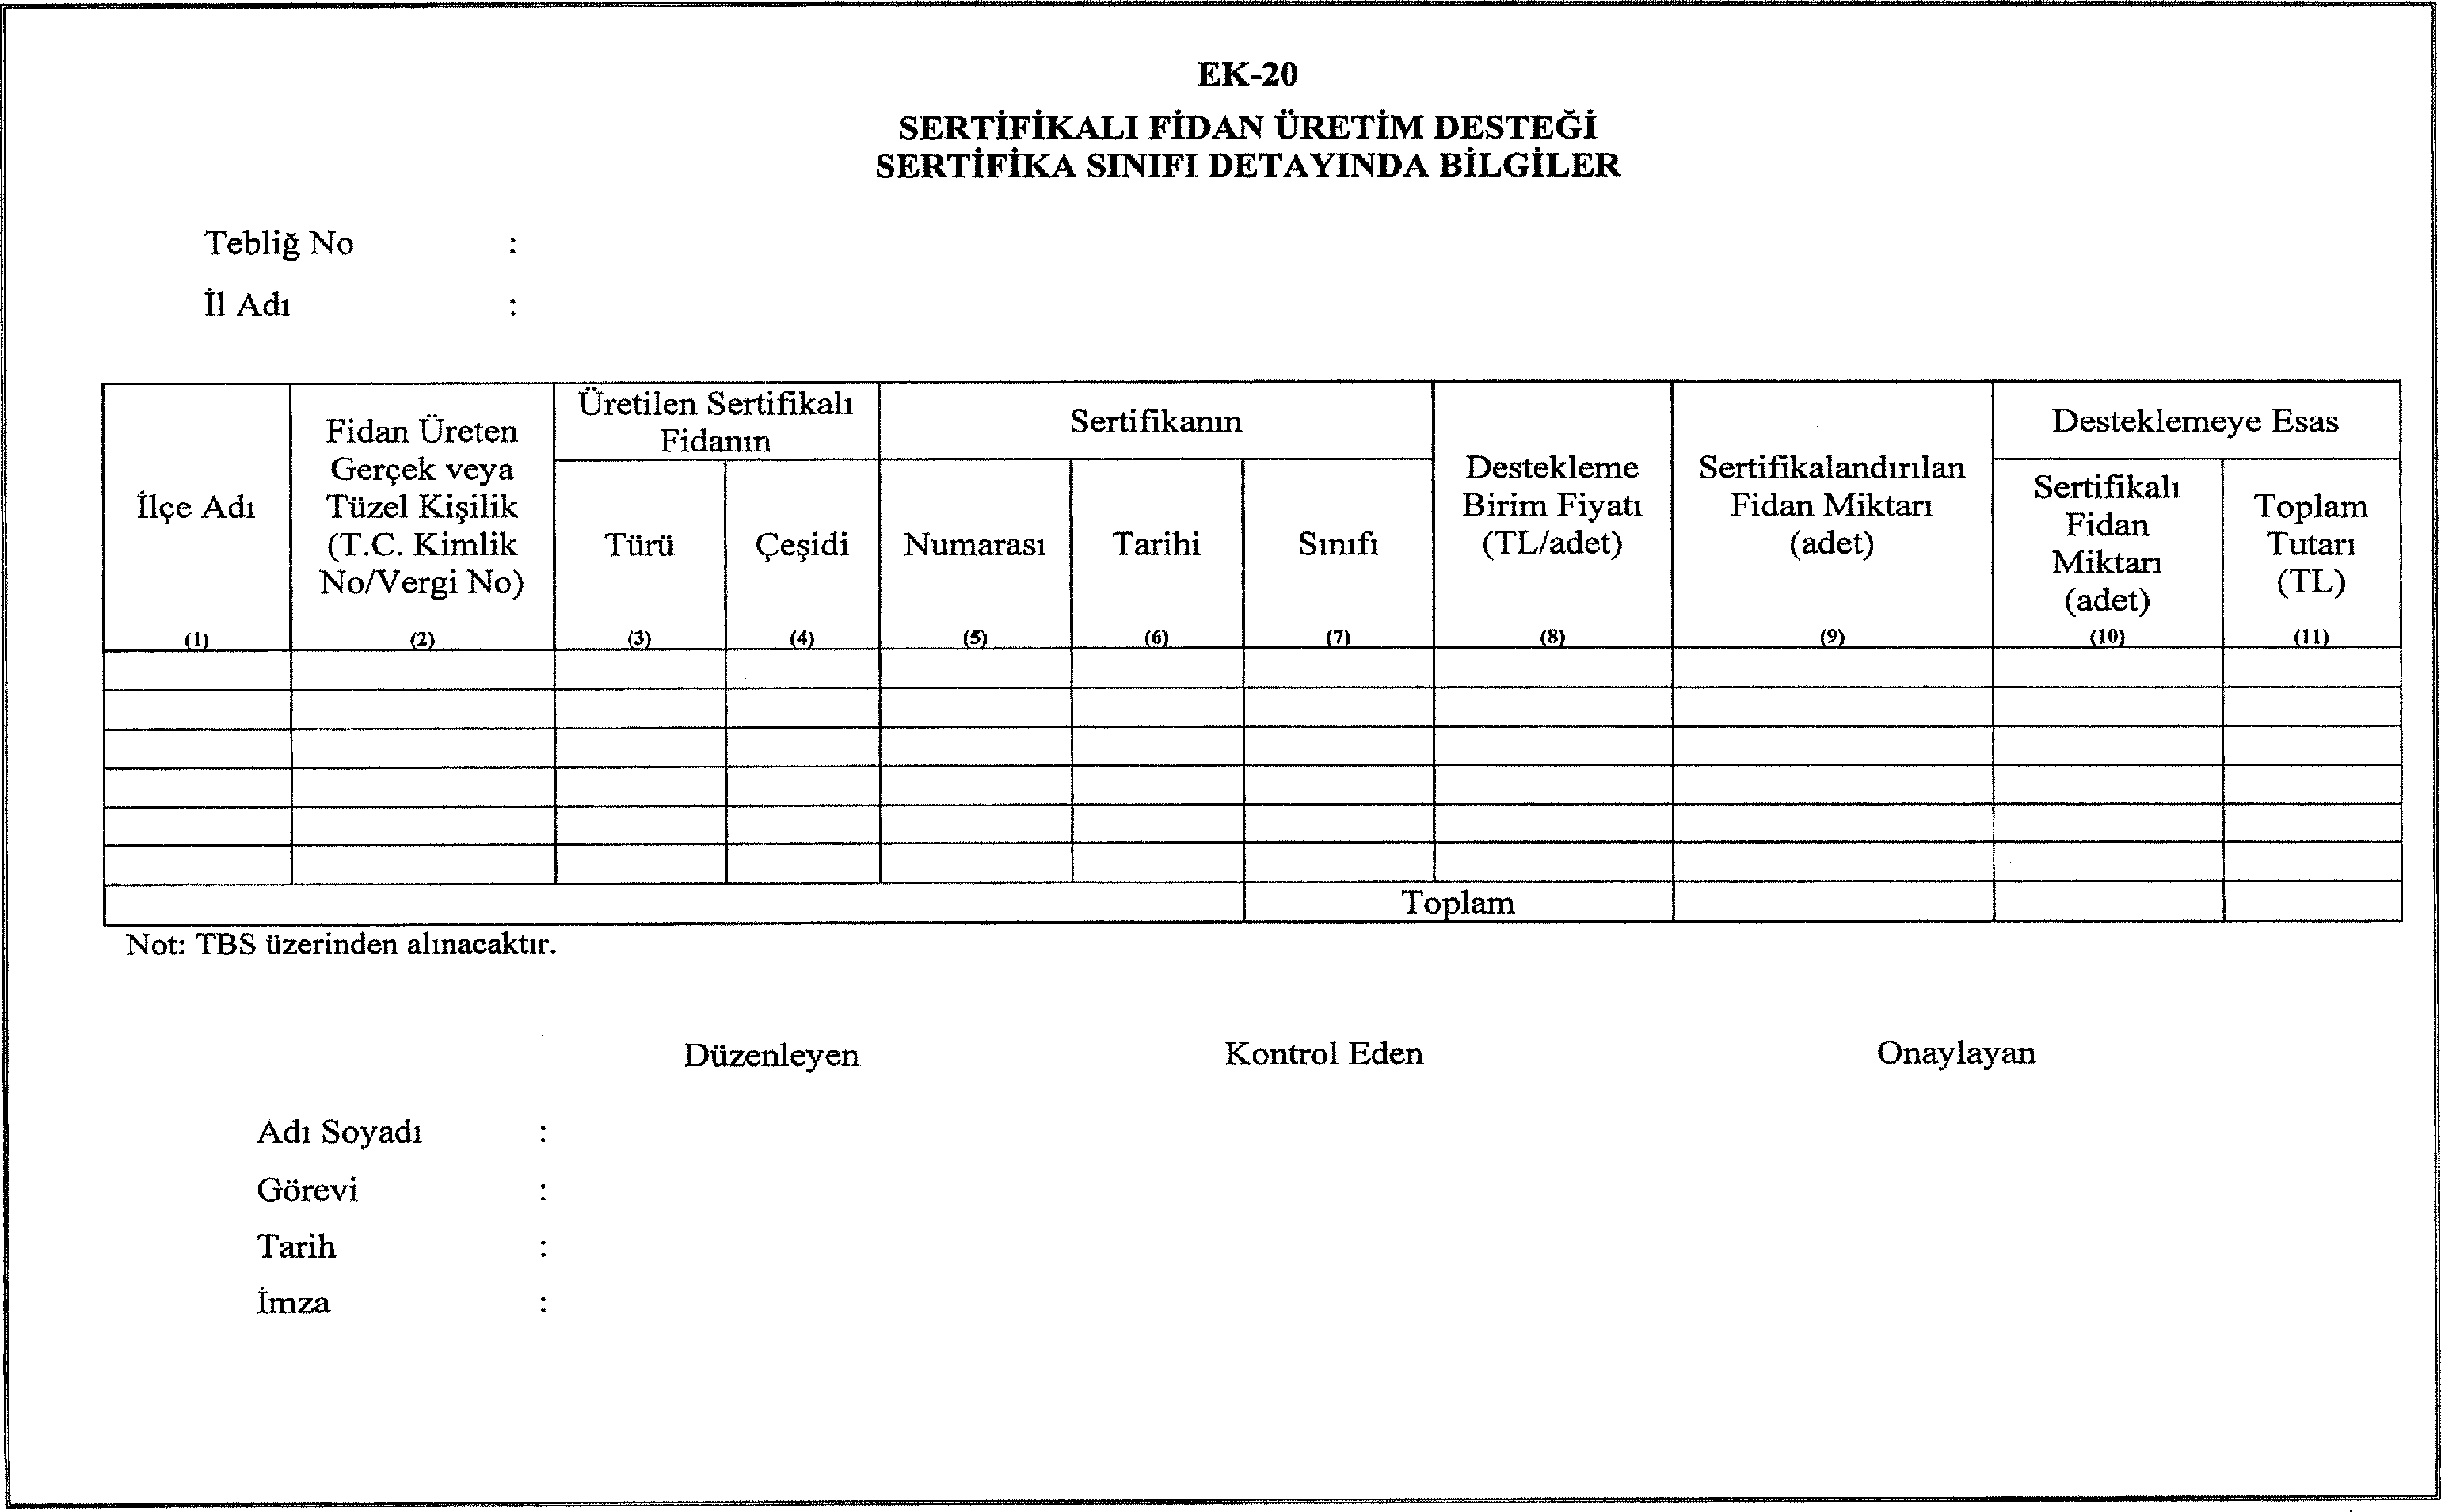 EK-20
SERTİFİKALI FİDAN ÜRETİM DESTEĞİ
SERTİFİKA SINIFI DETAYINDA BİLGİLER
Tebliğ No :
İl Adı :
İlçe Adı
(1)
Fidan Üreten
Gerçek veya
Tüzel Kişilik
(T.C. Kimlik
No/Vergi No)
(2)
Üretilen Sertifikalı
Fidanın
Türü
(3)
Çeşidi
(4)
Sertifikanın
Numarası
(5)
Tarihi
(6)
Sınıfı
(7)
Destekleme
Birim Fiyatı
(TL/adet)
(8)
Sertifikalandırılan
Fidan Miktarı
(adet)
(9)
Desteklemeye Esas
Sertifikalı
Fidan
Miktarı
(adet)
(10)
Toplam
Tutarı
(TL)
(11)
Toplam
Not: TBS üzerinden alınacaktır.
Düzenleyen Kontrol Eden Onaylayan
Adı Soyadı :
Görevi :
Tarih :
İmza :